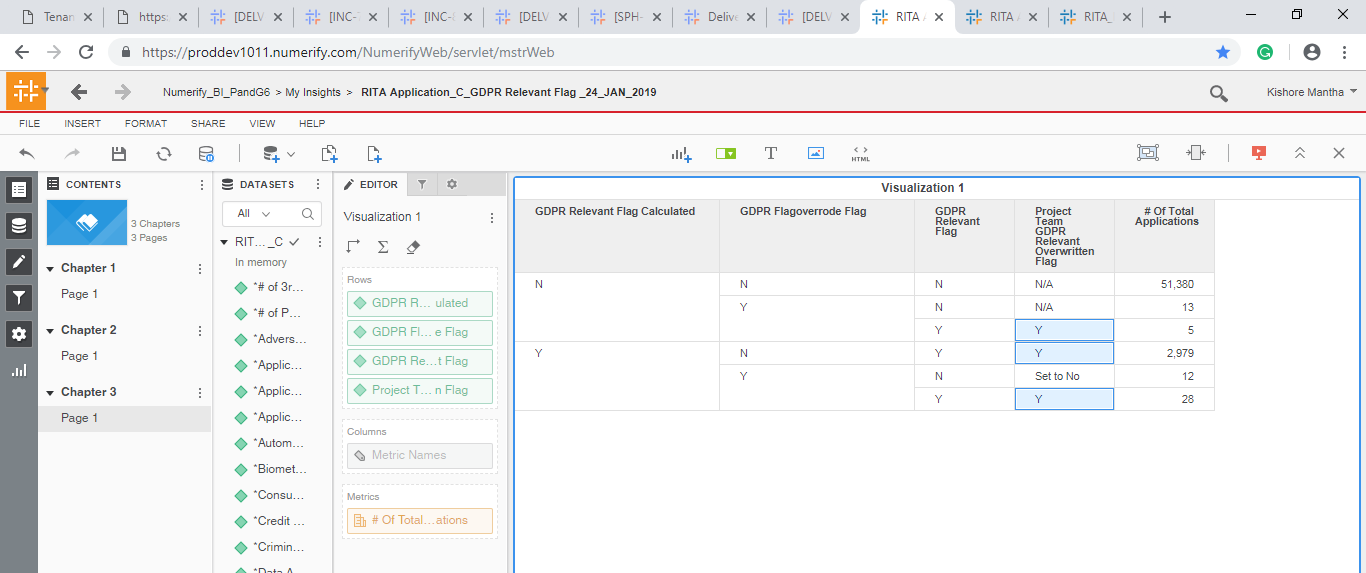 Tenan
https:
[DELV
[INC-
[INC-
[DELV
[SPH-
Delive
[DELV
RITA
RITA
RITA_
https://proddev1011.numerify.com/NumerifyWeb/servlet/mstrWeb
Numerify_BI_PandG6 > My Insights > RITA Application_C_GDPR Relevant Flag _24_JAN_2019
Kishore Mantha
FILE INSERT FORMAT SHARE VIEW HELP
HTML
CONTENTS
3 Chapters
3 Pages
Chapter 1
Page 1
Chapter 2
Page 1
Chapter 3
Page 1
DATASETS
All
RIT... _C
In memory
*# of 3r...
*# of P...
*Advers...
*Applic...
*Applic...
*Applic...
*Autom...
*Biomet...
*Consu...
*Credit ...
*Crimin...
*Data A
EDITOR
Visualization 1
Rows
GDPR R... ulated
GDPR Fl... e Flag
GDPR Re...t Flag
Project T... n Flag
Columns
Metric Names
Metrics
# Of Total...ations
Visualization 1
GDPR Relevant Flag Calculated
GDPR Flagoverrode Flag
GDPR
Relevant
Flag
Project
Team
GDPR
Relevant
Overwritten
Flag
# Of Total
Applications
N N N N/A 51,380
Y N N/A 13
Y Y 5
Y N Y Y 2,979
Y N Set to No 12
Y Y 28